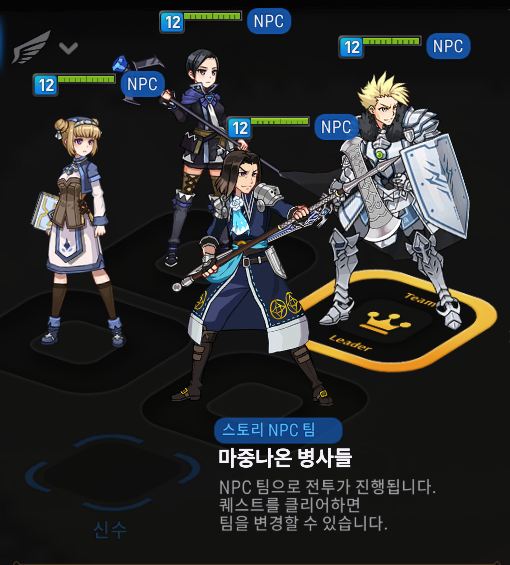 12 NPC
12 NPC
12 NPC
12 NPC
Team
Leader
스토리 NPC 팀
마중나온 병사들
NPC 팀으로 전투가 진행됩니다.
퀘스트를 클리어하면
팀을 변경할 수 있습니다.
신수